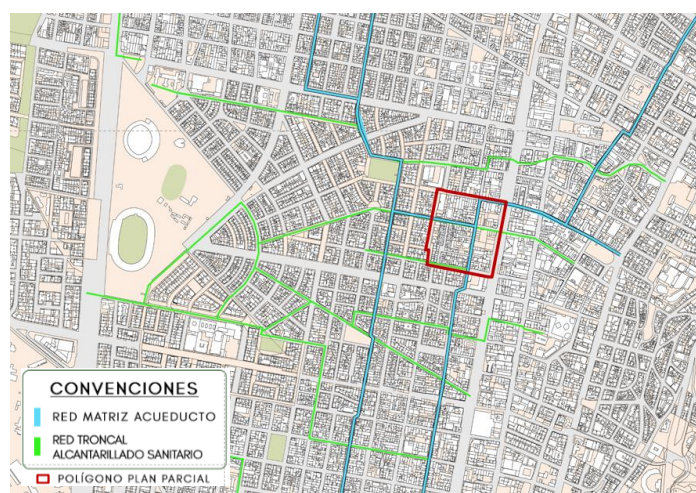 CONVENCIONES
RED MATRIZ ACUEDUCTO
RED TRONCAL
ALCANTARILLADO SANITARIO
POLÍGONO PLAN PARCIAL